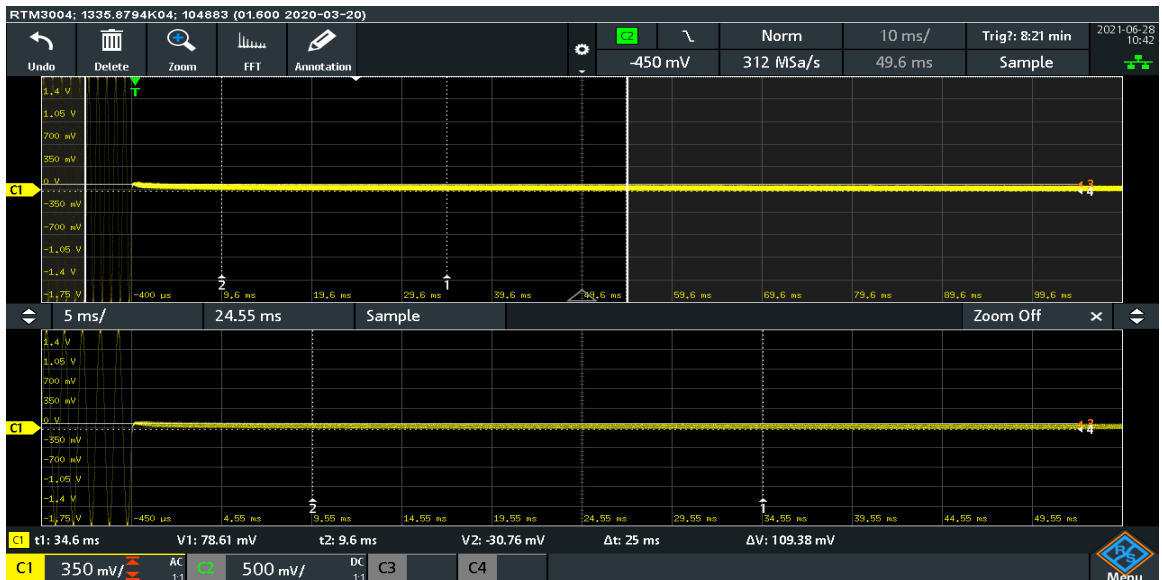 RTM3004; 1335.8794K04; 104883 (01.600 2020-03-20)
Undo Delete Zoom FFT Annotation
C2 Norm 10 ms/ Trig?: 8:21 min 2021-06-28
10:42
-450 mV 312 MSa/s 49.6 ms Sample
T
1.4 V
1.05 V
700 mV
350 mV
0 V
C1
-350 mV
-700 mV
-1.05 V
-1.4 V
-1.75 V
3
4
2 1
-400 µs 9.6 ms 19.6 ms 29.6 ms 39.6 ms 49.6 ms 59.6 ms 69.6 ms 79.6 ms 89.6 ms 99.6 ms
5 ms/ 24.55 ms Sample Zoom Off ×
1.4 V
1.05 V
700 mV
350 mV
0 V
C1
-350 mV
-700 mV
-1.05 V
-1.4 V
-1.75 V
3
4
2 1
-450 µs 4.55 ms 9.55 ms 14.55 ms 19.55 ms 24.55 ms 29.55 ms 34.55 ms 39.55 ms 44.55 ms 49.55 ms
C1 t1: 34.6 ms V1: 78.61 mV t2: 9.6 ms V2: -30.76 mV Δt: 25 ms ΔV: 109.38 mV
C1 350 mV/ AC 1:1 C2 500 mV/ DC 1:1 C3 C4
R&S
Menu